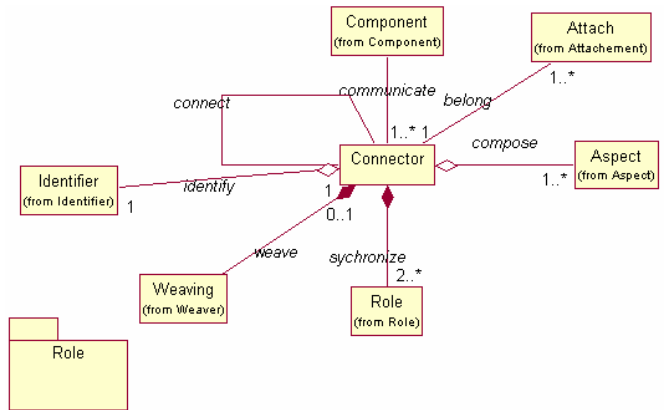 Component
(from Component)
Attach
(from Attachement)
communicate
1..*
connect
belong
1..* 1
compose
Connector
Aspect
(from Aspect)
Identifier
(from Identifier)
identify
1
1
1..*
0..1
weave
sychronize
2..*
Weaving
(from Weaver)
Role
(from Role)
Role